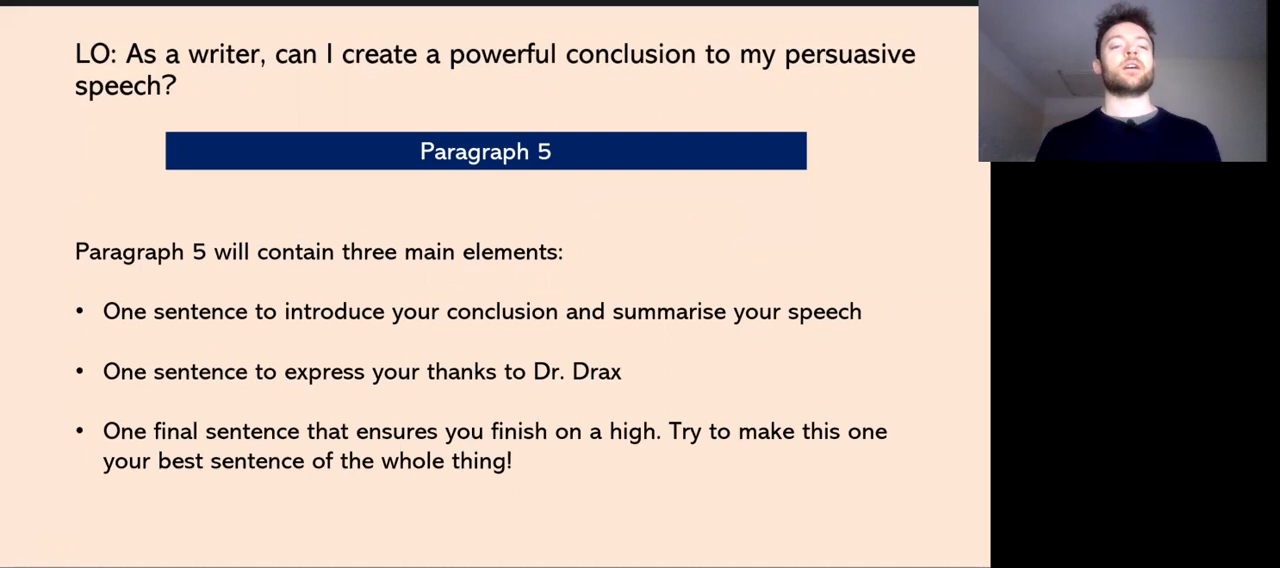 LO: As a writer, can I create a powerful conclusion to my persuasive
speech?
Paragraph 5
Paragraph 5 will contain three main elements:
• One sentence to introduce your conclusion and summarise your speech
• One sentence to express your thanks to Dr. Drax
• One final sentence that ensures you finish on a high. Try to make this one
your best sentence of the whole thing!